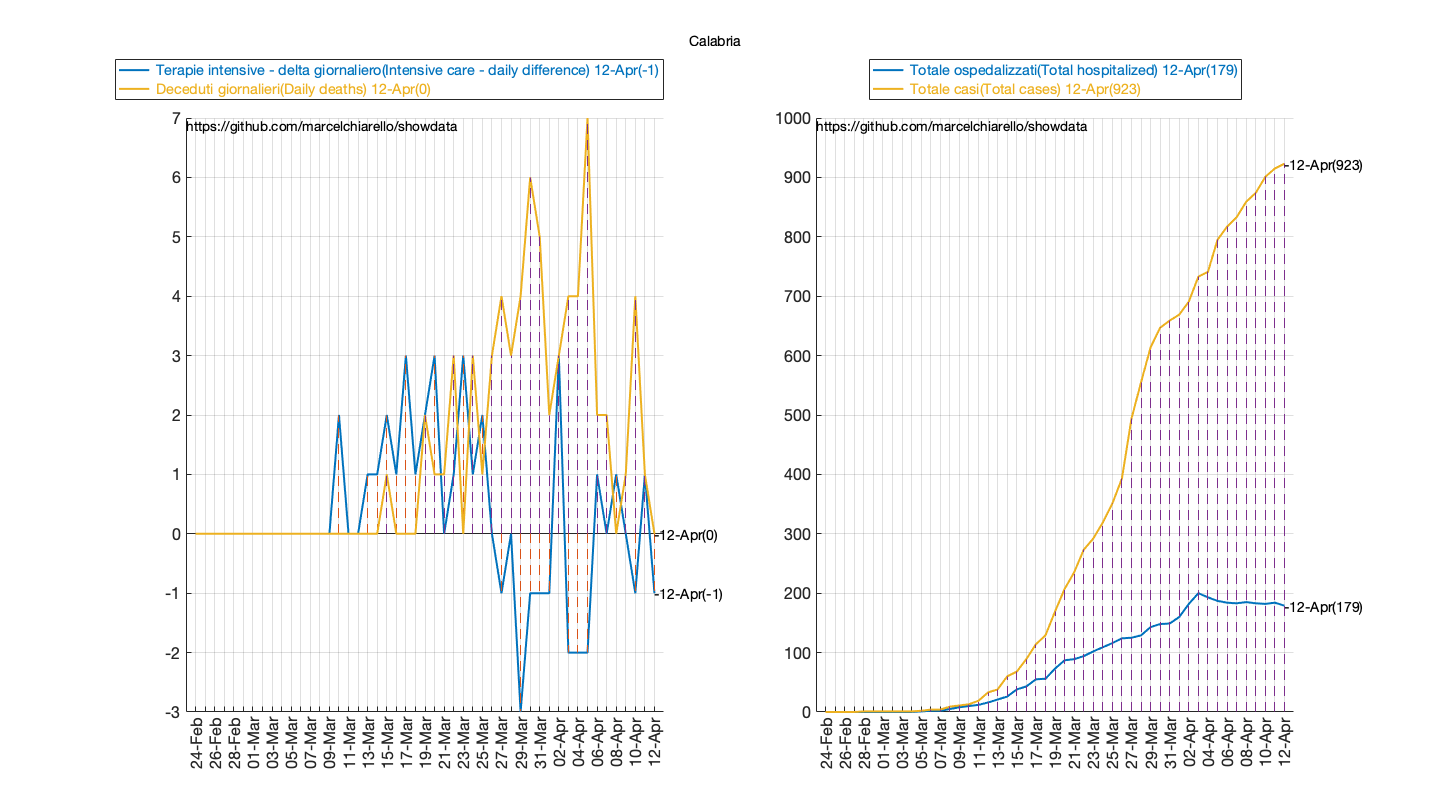 Calabria
Terapie intensive - delta giornaliero(Intensive care - daily difference) 12-Apr(-1)
Deceduti giornalieri(Daily deaths) 12-Apr(0)
https://github.com/marcelchiarello/showdata
7
6
5
4
3
2
1
0
-1
-2
-3
12-Apr(0)
12-Apr(-1)
24-Feb
26-Feb
28-Feb
01-Mar
03-Mar
05-Mar
07-Mar
09-Mar
11-Mar
13-Mar
15-Mar
17-Mar
19-Mar
21-Mar
23-Mar
25-Mar
27-Mar
29-Mar
31-Mar
02-Apr
04-Apr
06-Apr
08-Apr
10-Apr
12-Apr
Totale ospedalizzati(Total hospitalized) 12-Apr(179)
Totale casi(Total cases) 12-Apr(923)
https://github.com/marcelchiarello/showdata
1000
900
800
700
600
500
400
300
200
100
0
12-Apr(923)
12-Apr(179)
24-Feb
26-Feb
28-Feb
01-Mar
03-Mar
05-Mar
07-Mar
09-Mar
11-Mar
13-Mar
15-Mar
17-Mar
19-Mar
21-Mar
23-Mar
25-Mar
27-Mar
29-Mar
31-Mar
02-Apr
04-Apr
06-Apr
08-Apr
10-Apr
12-Apr